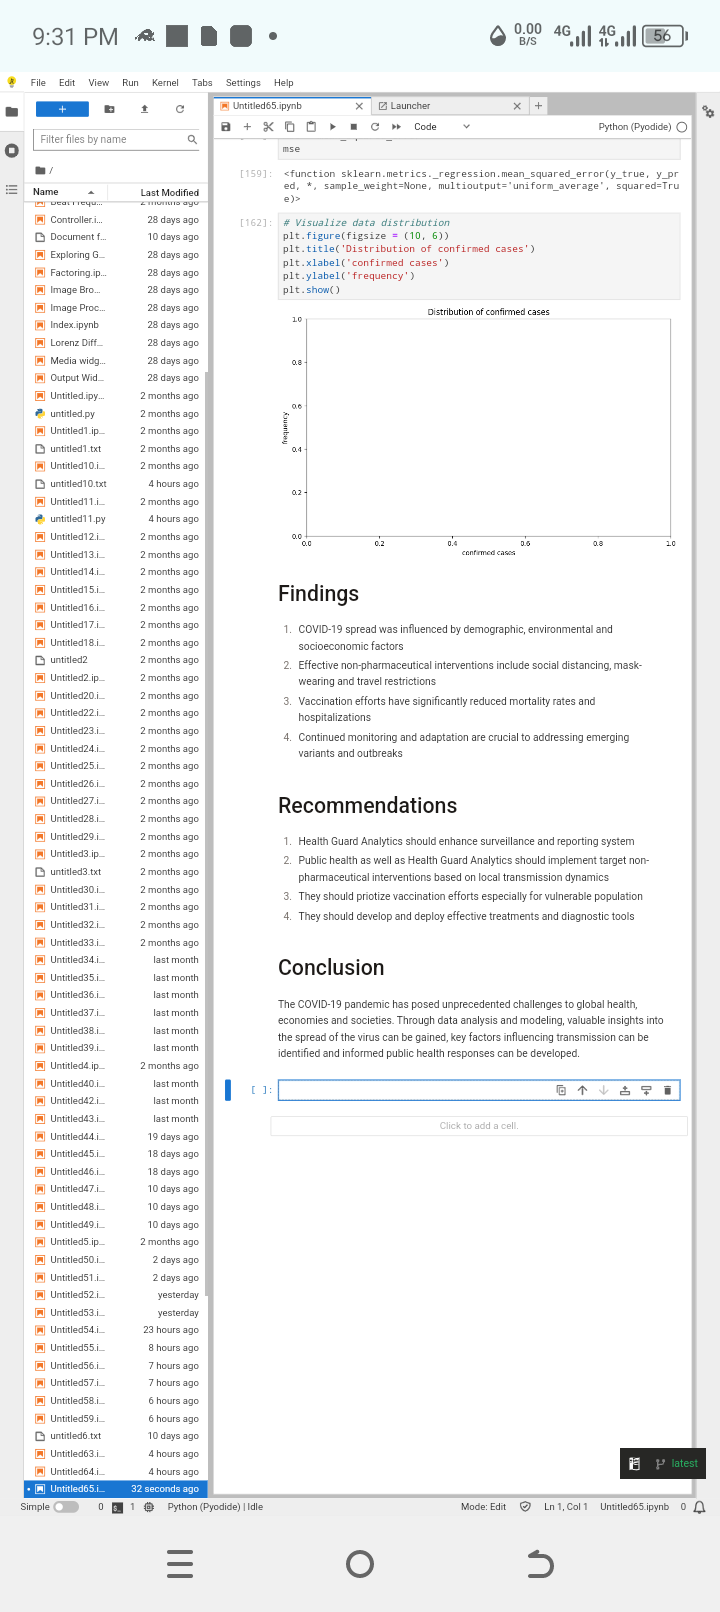 9:31 PM
0.00
B/S
4G
4G
56
File Edit View Run Kernel Tabs Settings Help
Untitled65.ipynb
Launcher
Code
Python (Pyodide)
Filter files by name
/
Name
Last Modified
2 months ago
Controller.i... 28 days ago
Document f... 10 days ago
Exploring G... 28 days ago
Factoring.ip... 28 days ago
Image Bro... 28 days ago
Image Proc... 28 days ago
Index.ipynb 28 days ago
Lorenz Diff... 28 days ago
Media widg... 28 days ago
Output Wid... 28 days ago
Untitled.ipy... 2 months ago
untitled.py 2 months ago
Untitled1.ip... 2 months ago
untitled1.txt 2 months ago
Untitled10.i... 2 months ago
untitled10.txt 4 hours ago
Untitled11.i... 2 months ago
untitled11.py 4 hours ago
Untitled12.i... 2 months ago
Untitled13.i... 2 months ago
Untitled14.i... 2 months ago
Untitled15.i... 2 months ago
Untitled16.i... 2 months ago
Untitled17.i... 2 months ago
Untitled18.i... 2 months ago
untitled2 2 months ago
Untitled2.ip... 2 months ago
Untitled20.i... 2 months ago
Untitled22.i... 2 months ago
Untitled23.i... 2 months ago
Untitled24.i... 2 months ago
Untitled25.i... 2 months ago
Untitled26.i... 2 months ago
Untitled27.i... 2 months ago
Untitled28.i... 2 months ago
Untitled29.i... 2 months ago
Untitled3.ip... 2 months ago
untitled3.txt 2 months ago
Untitled30.i... 2 months ago
Untitled31.i... 2 months ago
Untitled32.i... 2 months ago
Untitled33.i... 2 months ago
Untitled34.i... last month
Untitled35.i... last month
Untitled36.i... last month
Untitled37.i... last month
Untitled38.i... last month
Untitled39.i... last month
Untitled4.ip... 2 months ago
Untitled40.i... last month
Untitled42.i... last month
Untitled43.i... last month
Untitled44.i... 19 days ago
Untitled45.i... 18 days ago
Untitled46.i... 18 days ago
Untitled47.i... 10 days ago
Untitled48.i... 10 days ago
Untitled49.i... 10 days ago
Untitled5.ip... 2 months ago
Untitled50.i... 2 days ago
Untitled51.i... 2 days ago
Untitled52.i... yesterday
Untitled53.i... yesterday
Untitled54.i... 23 hours ago
Untitled55.i... 8 hours ago
Untitled56.i... 7 hours ago
Untitled57.i... 7 hours ago
Untitled58.i... 6 hours ago
Untitled59.i... 6 hours ago
untitled6.txt 10 days ago
Untitled63.i... 4 hours ago
Untitled64.i... 4 hours ago
Untitled65.i... 32 seconds ago
mse
[159]: <function sklearn.metrics._regression.mean_squared_error(y_true, y_pr
ed, *, sample_weight=None, multioutput='uniform_average', squared=Tru
e)>
[162]: # Visualize data distribution
plt.figure(figsize = (10, 6))
plt.title('Distribution of confirmed cases')
plt.xlabel('confirmed cases')
plt.ylabel('frequency')
plt.show()
Distribution of confirmed cases
1.0
0.8
0.6
0.4
0.2
0.0
frequency
0.0 0.2 0.4 0.6 0.8 1.0
confirmed cases
Findings
1. COVID-19 spread was influenced by demographic, environmental and
socioeconomic factors
2. Effective non-pharmaceutical interventions include social distancing, mask-
wearing and travel restrictions
3. Vaccination efforts have significantly reduced mortality rates and
hospitalizations
4. Continued monitoring and adaptation are crucial to addressing emerging
variants and outbreaks
Recommendations
1. Health Guard Analytics should enhance surveillance and reporting system
2. Public health as well as Health Guard Analytics should implement target non-
pharmaceutical interventions based on local transmission dynamics
3. They should priotize vaccination efforts especially for vulnerable population
4. They should develop and deploy effective treatments and diagnostic tools
Conclusion
The COVID-19 pandemic has posed unprecedented challenges to global health,
economies and societies. Through data analysis and modeling, valuable insights into
the spread of the virus can be gained, key factors influencing transmission can be
identified and informed public health responses can be developed.
[ ]:
Click to add a cell.
latest
Simple 0 1 Python (Pyodide) | Idle
Mode: Edit Ln 1, Col 1 Untitled65.ipynb 0